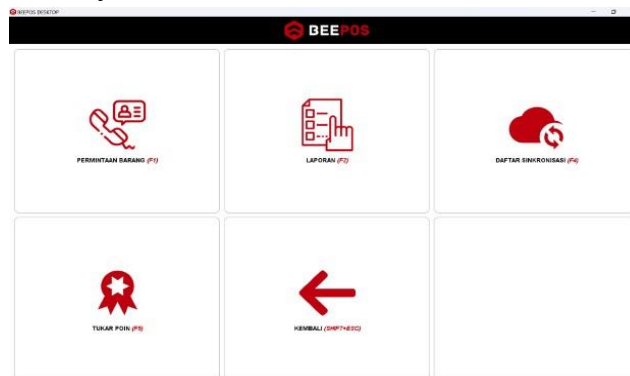 BEEPOS DESKTOP
BEEPOS
PERMINTAAN BARANG (F1)
LAPORAN (F2)
DAFTAR SINKRONISASI (F4)
TUKAR POIN (F5)
KEMBALI (SHIFT+ESC)